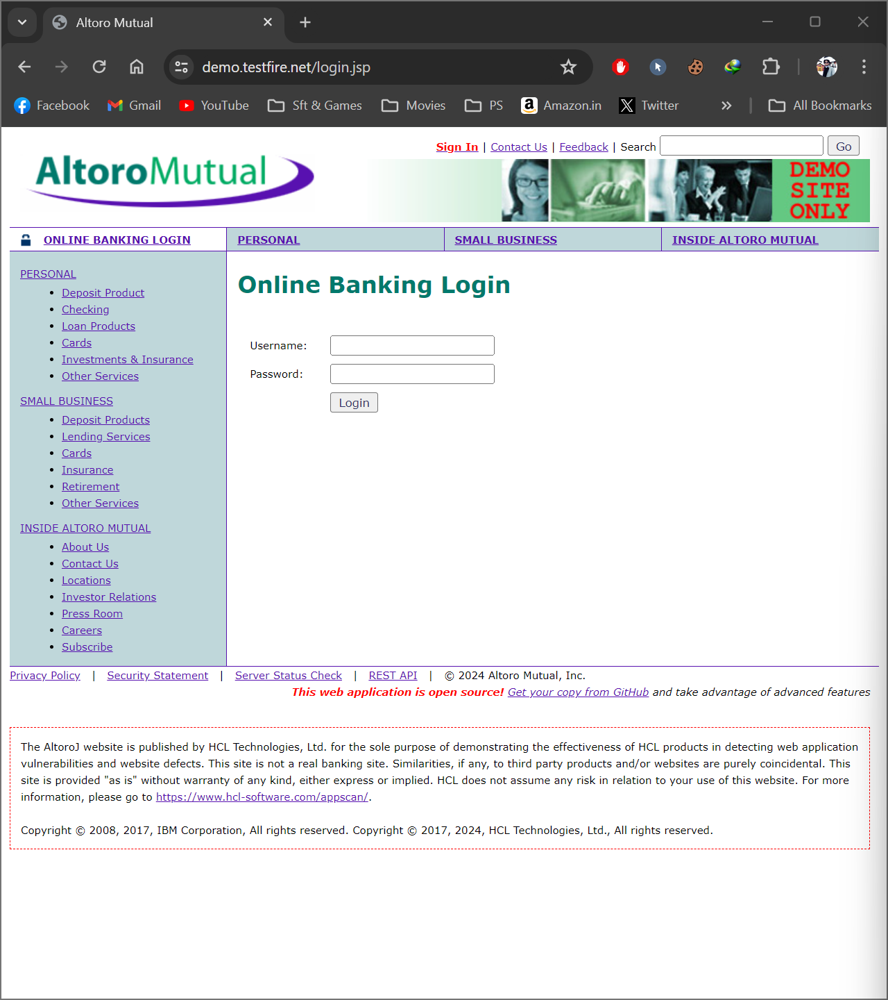 Altoro Mutual
demo.testfire.net/login.jsp
Facebook Gmail YouTube Sft & Games Movies PS Amazon.in Twitter All Bookmarks
Sign In | Contact Us | Feedback | Search Go
AltoroMutual
DEMO
SITE
ONLY
ONLINE BANKING LOGIN PERSONAL SMALL BUSINESS INSIDE ALTORO MUTUAL
PERSONAL
Deposit Product
Checking
Loan Products
Cards
Investments & Insurance
Other Services
SMALL BUSINESS
Deposit Products
Lending Services
Cards
Insurance
Retirement
Other Services
INSIDE ALTORO MUTUAL
About Us
Contact Us
Locations
Investor Relations
Press Room
Careers
Subscribe
Online Banking Login
Username:
Password:
Login
Privacy Policy | Security Statement | Server Status Check | REST API | © 2024 Altoro Mutual, Inc.
This web application is open source! Get your copy from GitHub and take advantage of advanced features
The AltoroJ website is published by HCL Technologies, Ltd. for the sole purpose of demonstrating the effectiveness of HCL products in detecting web application
vulnerabilities and website defects. This site is not a real banking site. Similarities, if any, to third party products and/or websites are purely coincidental. This
site is provided "as is" without warranty of any kind, either express or implied. HCL does not assume any risk in relation to your use of this website. For more
information, please go to https://www.hcl-software.com/appscan/.
Copyright © 2008, 2017, IBM Corporation, All rights reserved. Copyright © 2017, 2024, HCL Technologies, Ltd., All rights reserved.